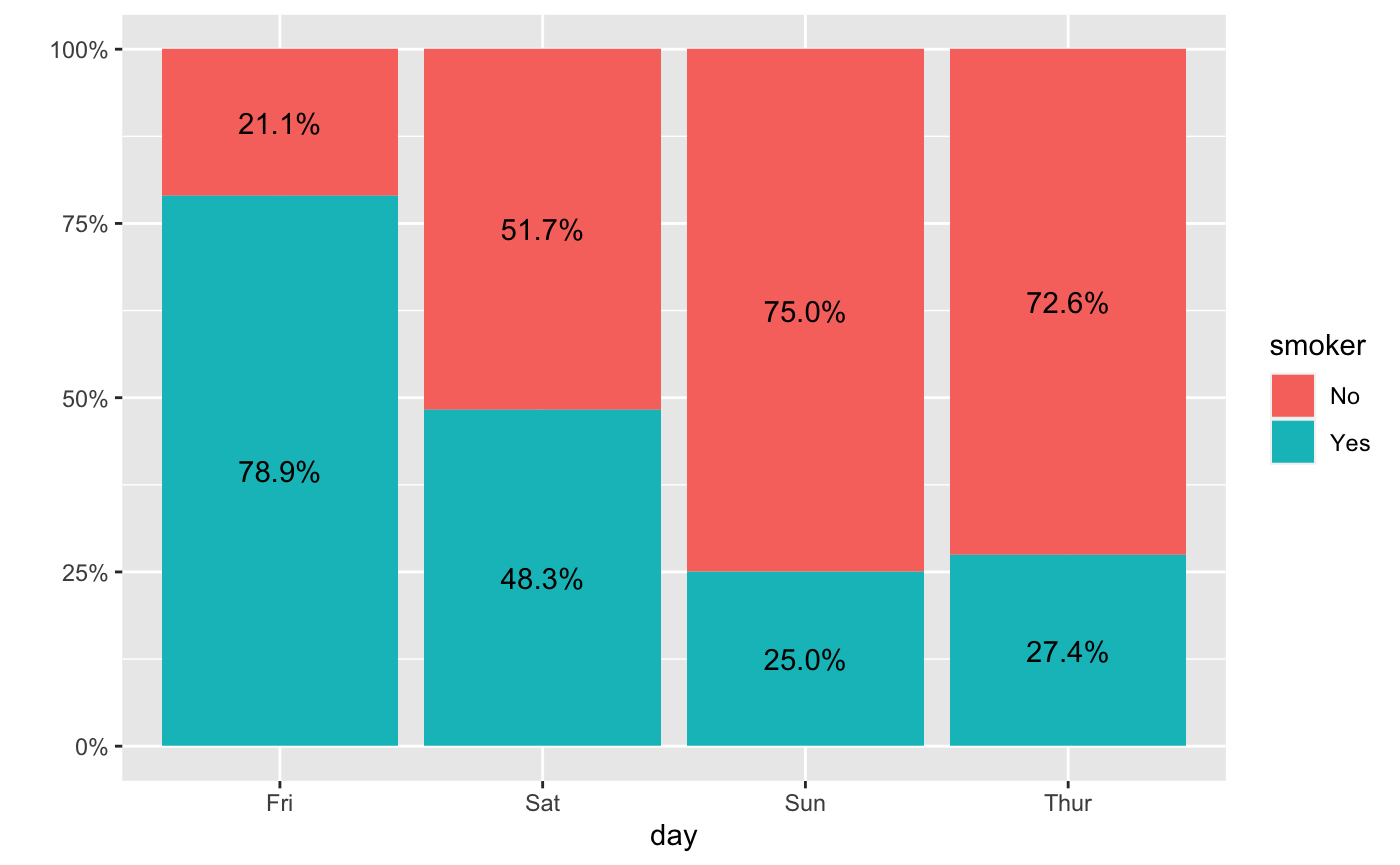 100%
75%
50%
25%
0%
21.1%
78.9%
51.7%
48.3%
75.0%
25.0%
72.6%
27.4%
Fri
Sat
Sun
Thur
day
smoker
No
Yes